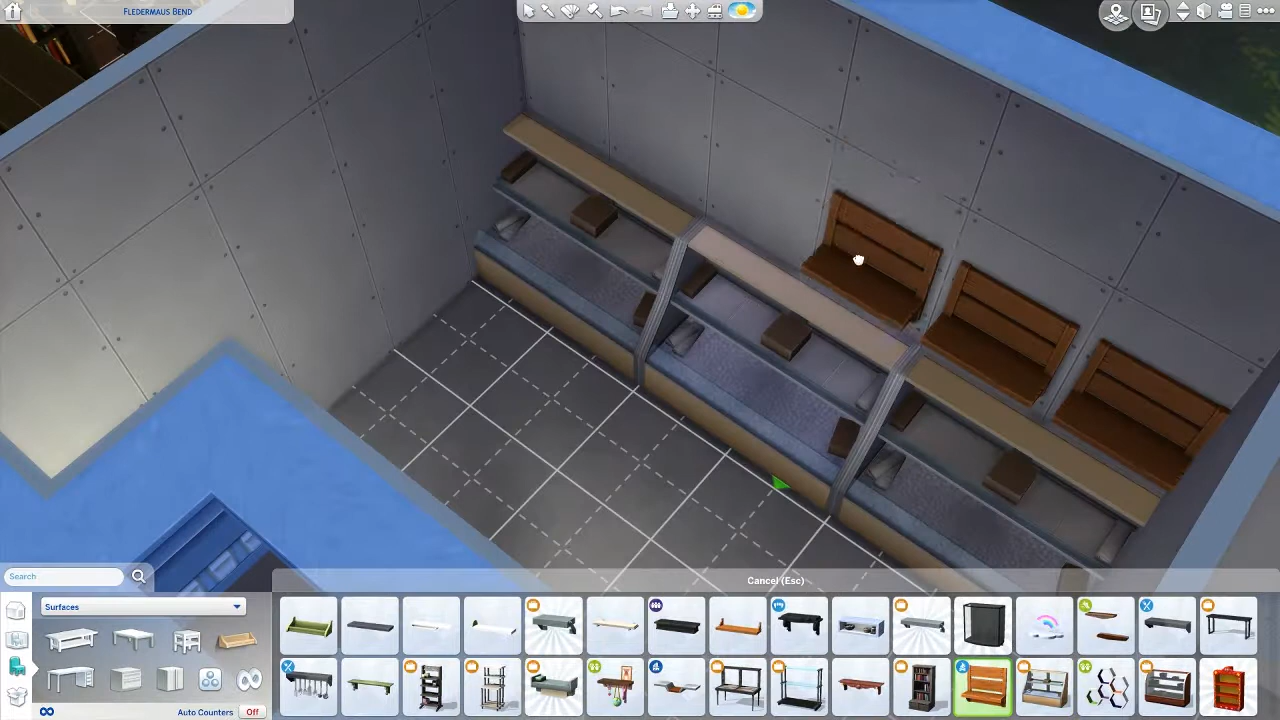 FLEDERMAUS BEND
Cancel (Esc)
Search
Surfaces
Auto Counters Off